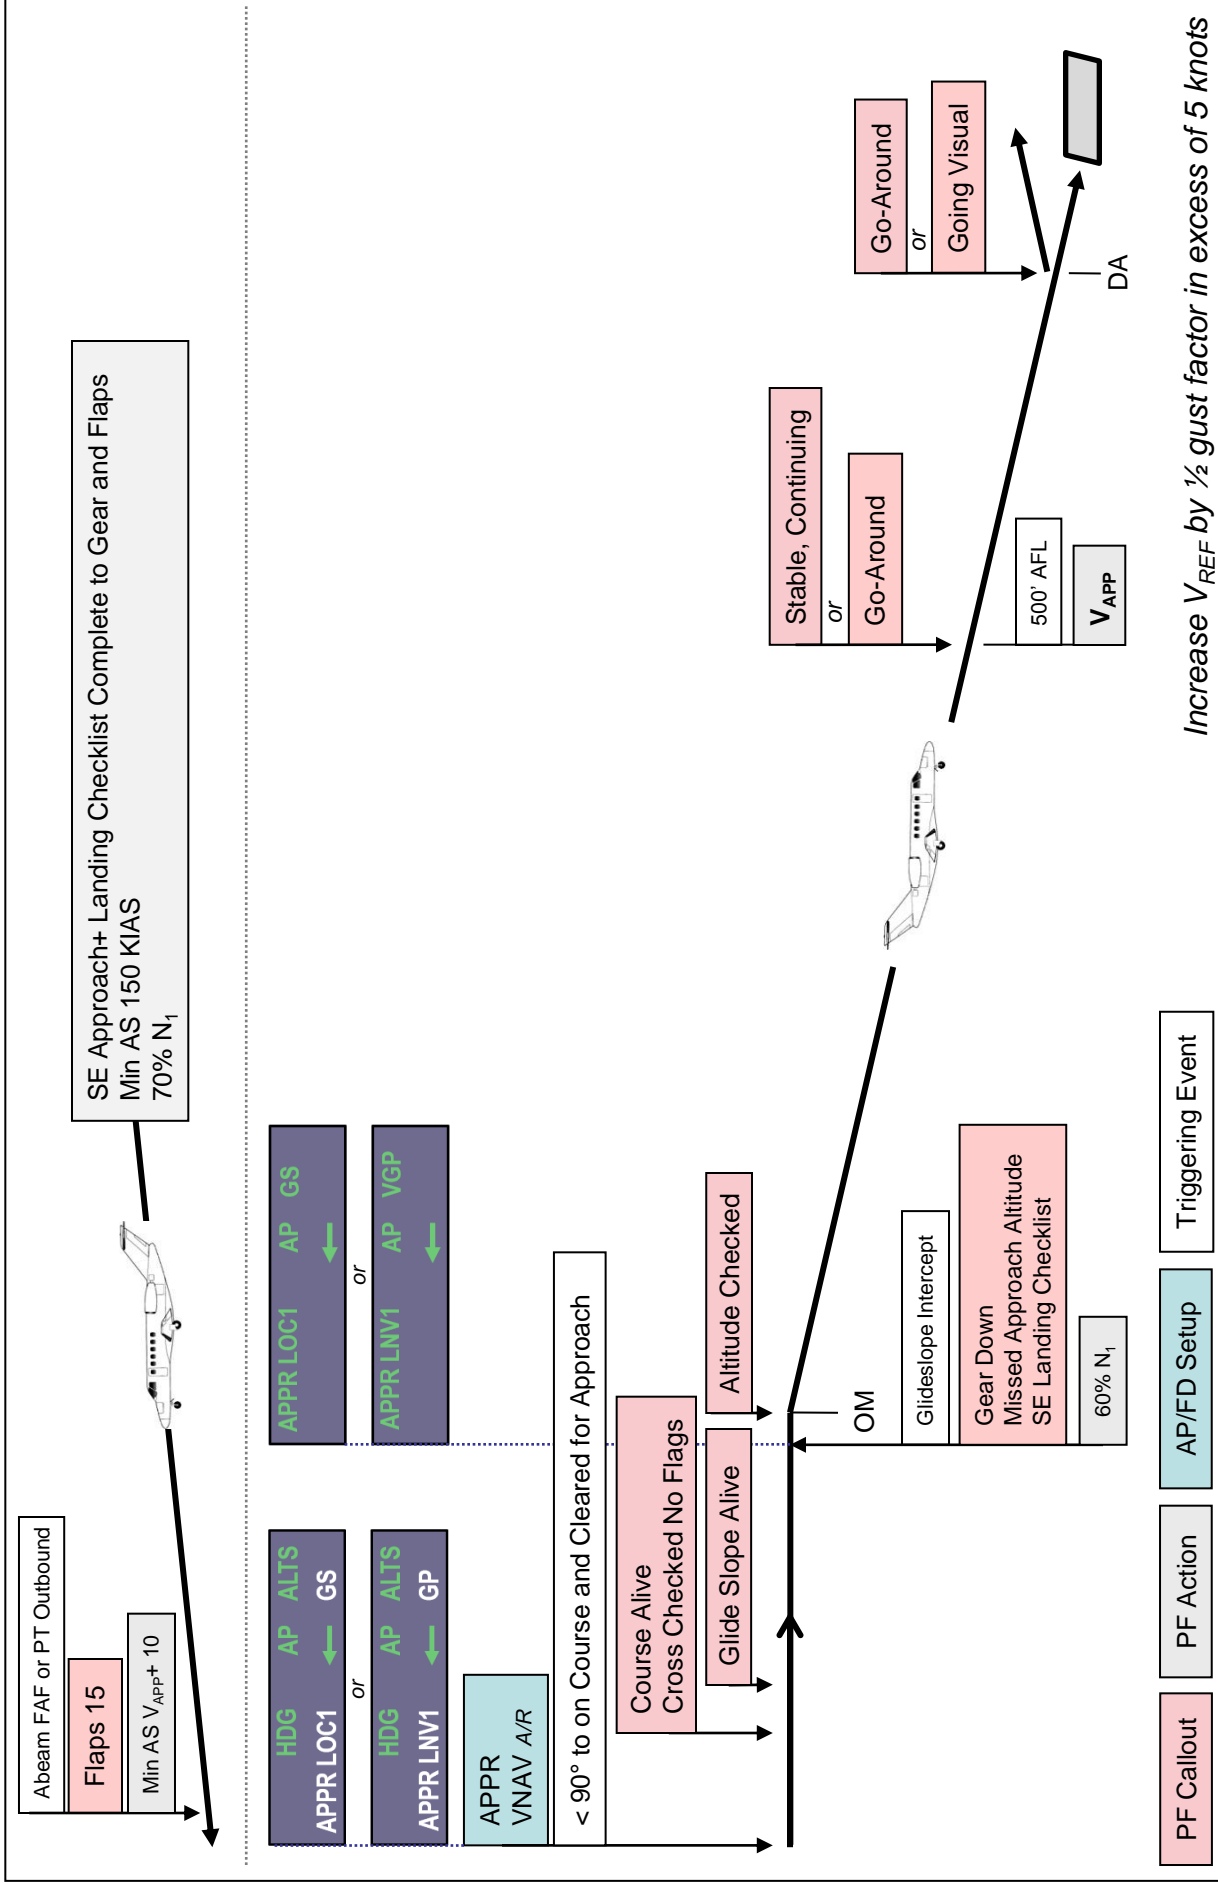 Abeam FAF or PT Outbound
Flaps 15
Min AS VAPP+ 10
SE Approach+ Landing Checklist Complete to Gear and Flaps
Min AS 150 KIAS
70% N1
HDG AP ALTS
APPR LOC1 GS
or
HDG AP ALTS
APPR LNV1 GP
APPR LOC1 AP GS
or
APPR LNV1 AP VGP
APPR
VNAV A/R
< 90° to on Course and Cleared for Approach
Course Alive
Cross Checked No Flags
Glide Slope Alive
Altitude Checked
OM
Glideslope Intercept
Gear Down
Missed Approach Altitude
SE Landing Checklist
60% N1
Stable, Continuing
or
Go-Around
500' AFL
VAPP
Go-Around
or
Going Visual
DA
PF Callout
PF Action
AP/FD Setup
Triggering Event
Increase VREF by ½ gust factor in excess of 5 knots